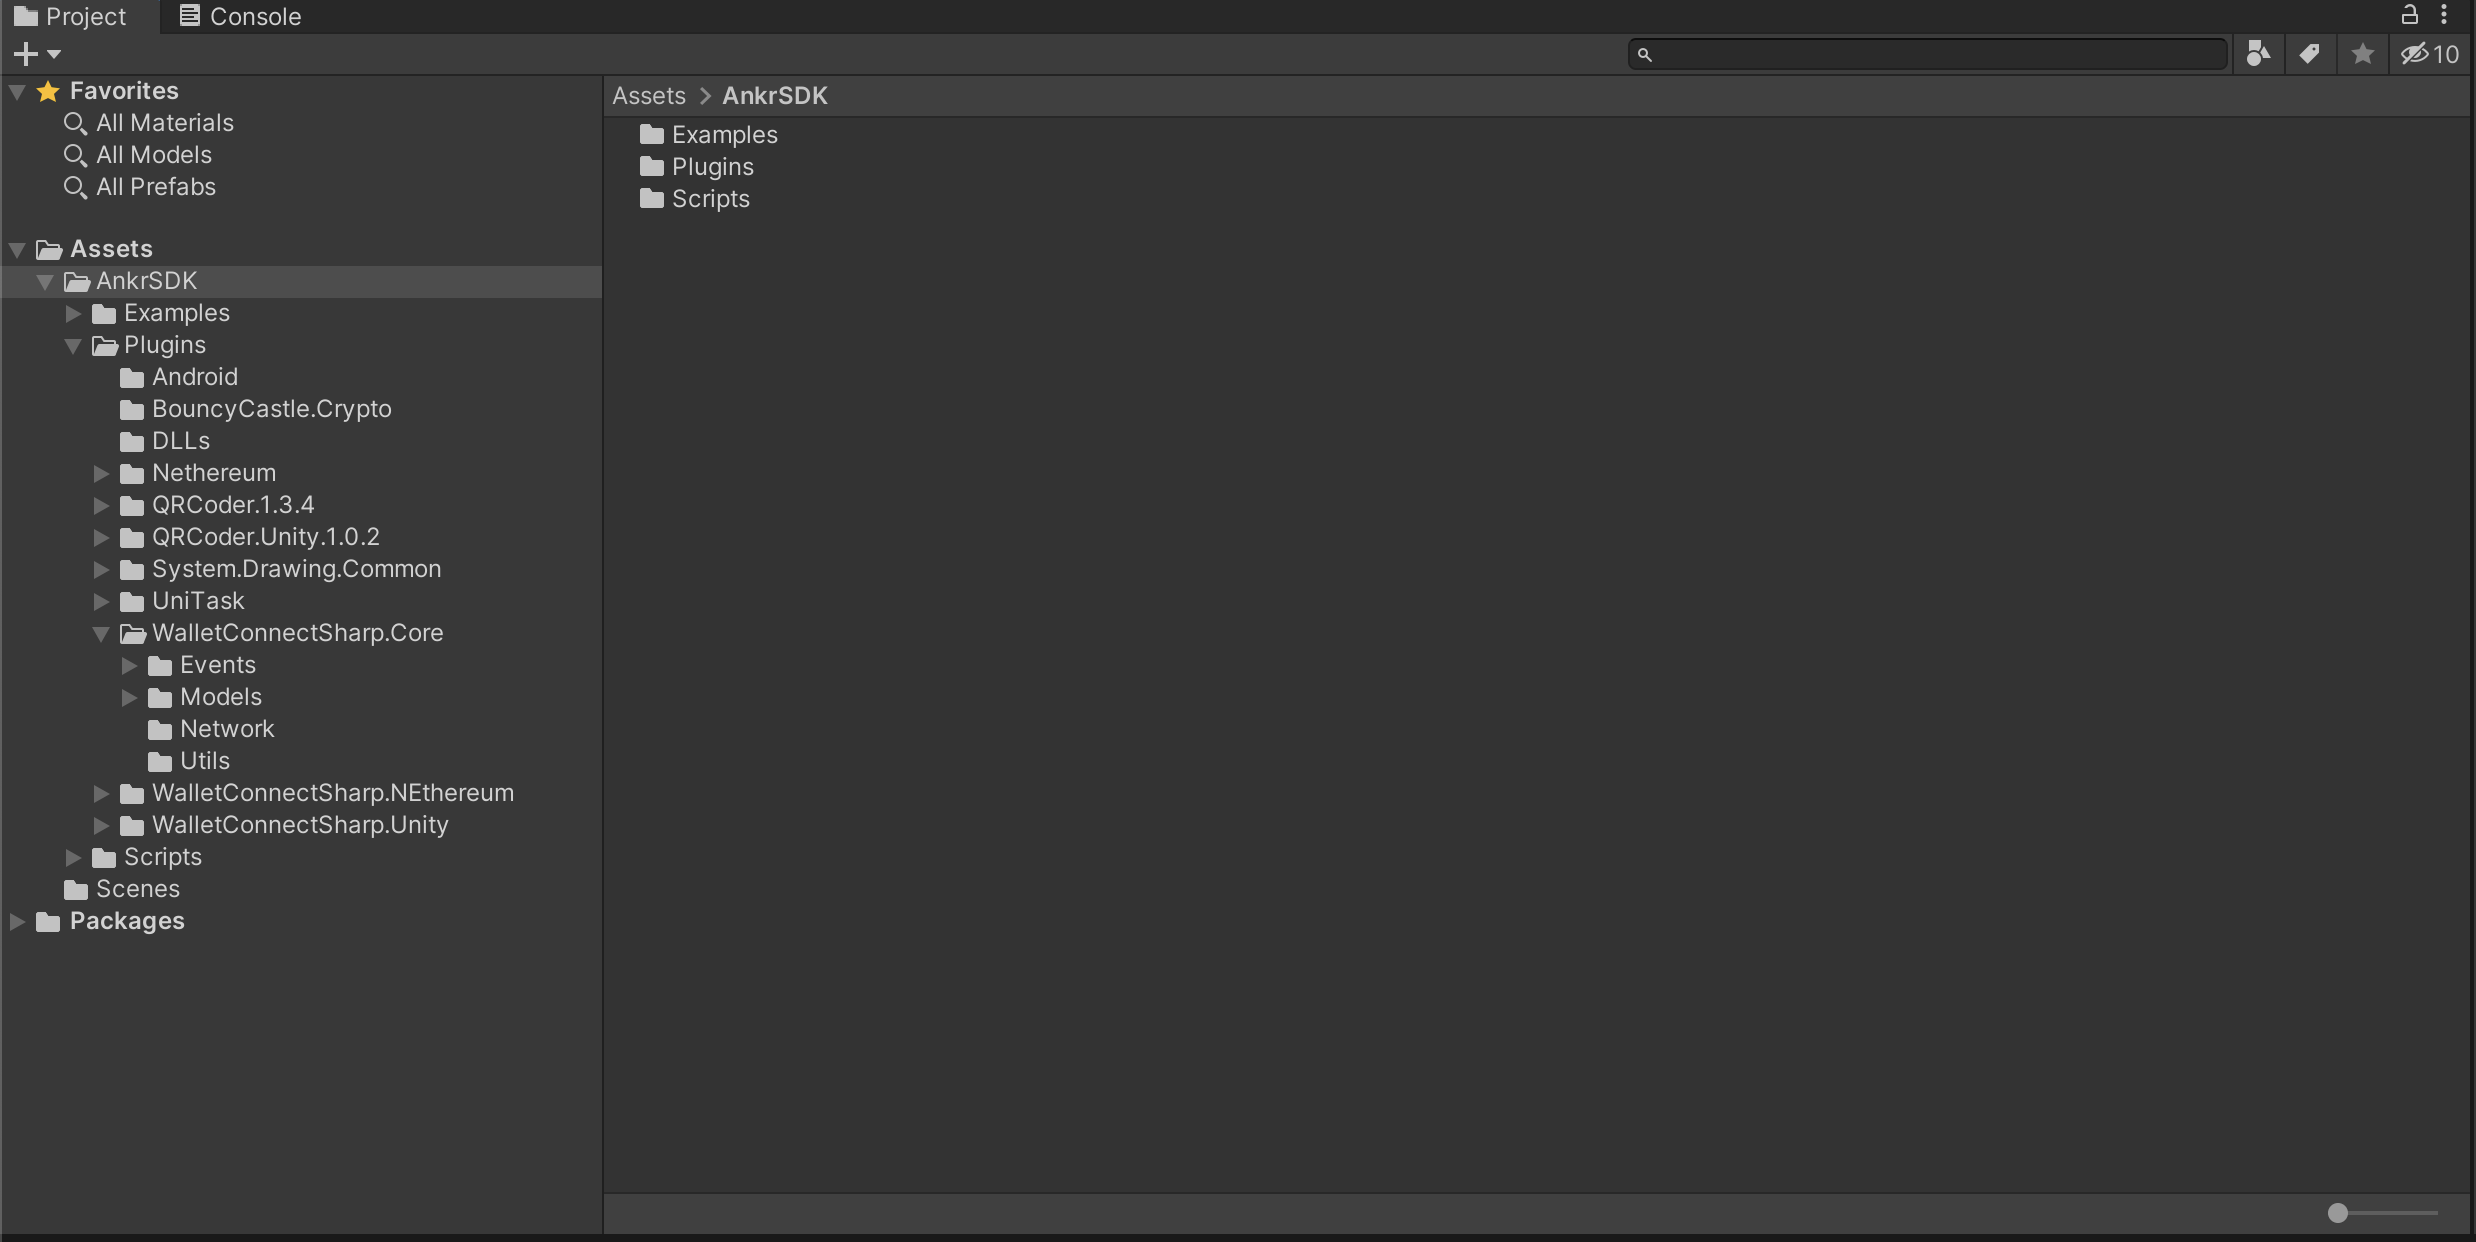 Project
Console
10
Favorites
All Materials
All Models
All Prefabs
Assets
AnkrSDK
Examples
Plugins
Android
BouncyCastle.Crypto
DLLs
Nethereum
QRCoder.1.3.4
QRCoder.Unity.1.0.2
System.Drawing.Common
UniTask
WalletConnectSharp.Core
Events
Models
Network
Utils
WalletConnectSharp.NEthereum
WalletConnectSharp.Unity
Scripts
Scenes
Packages
Assets > AnkrSDK
Examples
Plugins
Scripts